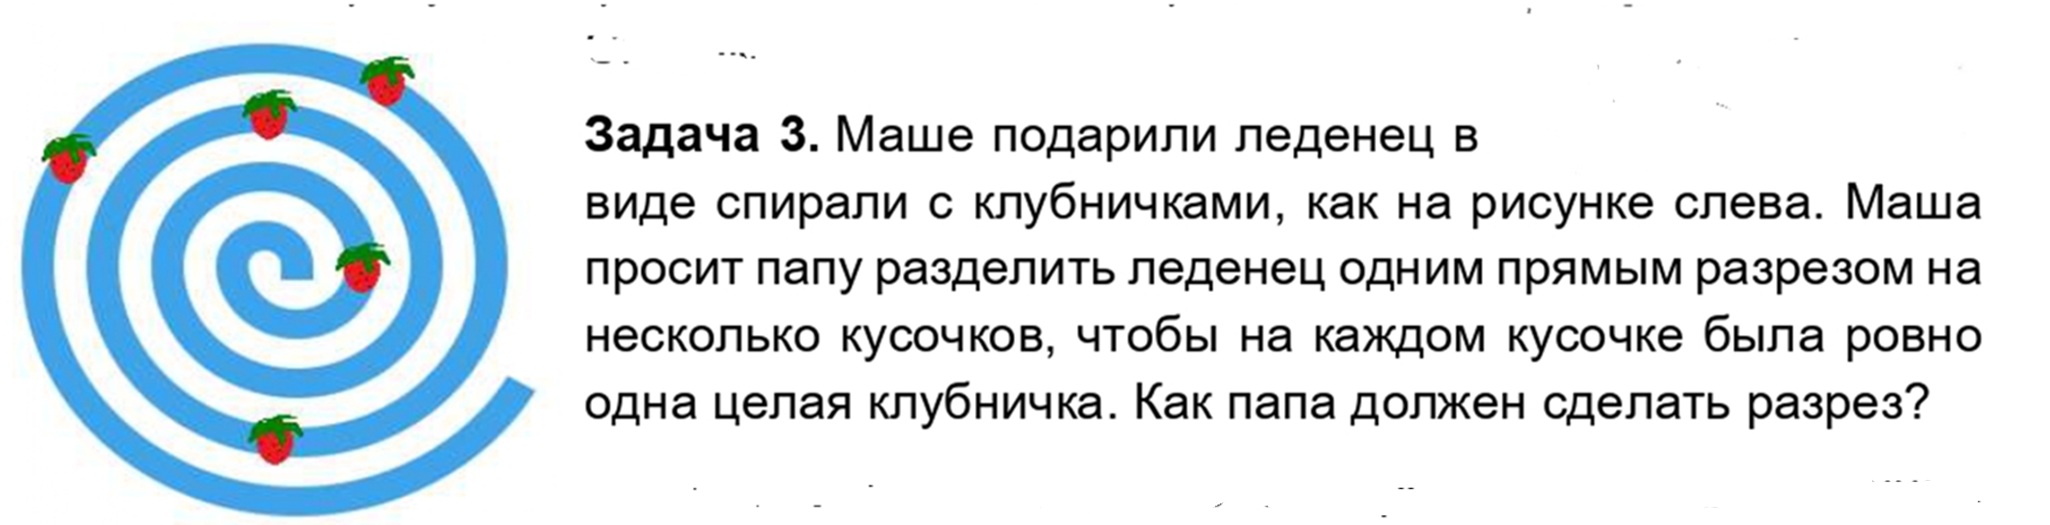 Задача 3. Маше подарили леденец в
виде спирали с клубничками, как на рисунке слева. Маша
просит папу разделить леденец одним прямым разрезом на
несколько кусочков, чтобы на каждом кусочке была ровно
одна целая клубничка. Как папа должен сделать разрез?